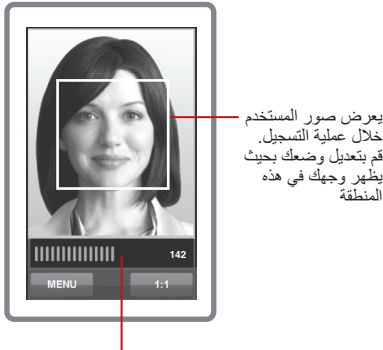 يعرض صور المستخدم
خلال عملية التسجيل.
قم بتعديل وضعك بحيث
يظهر وجهك في هذه
المنطقة
142
MENU 1:1